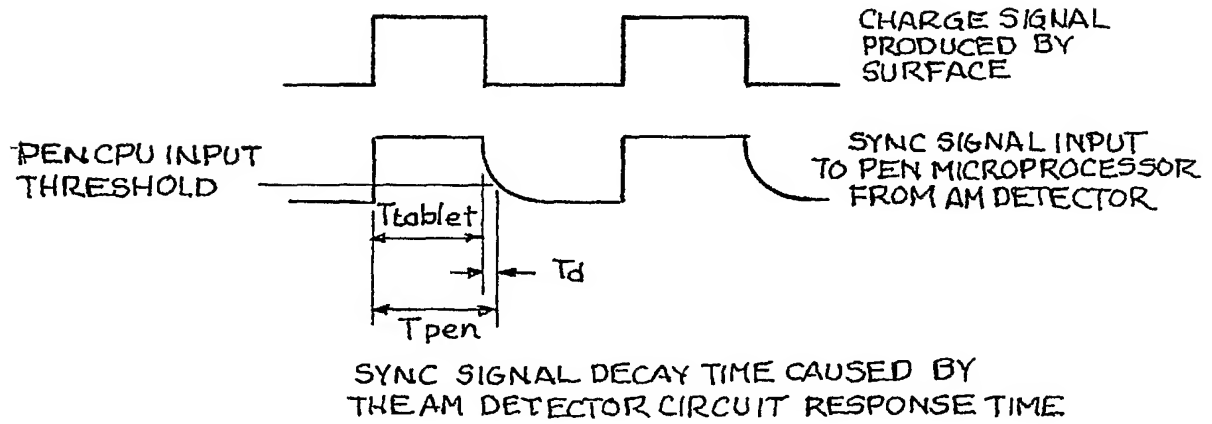 CHARGE SIGNAL
PRODUCED BY
SURFACE
PEN CPU INPUT
THRESHOLD
SYNC SIGNAL INPUT
TO PEN MICROPROCESSOR
FROM AM DETECTOR
Ttablet
Td
Tpen
SYNC SIGNAL DECAY TIME CAUSED BY
THE AM DETECTOR CIRCUIT RESPONSE TIME